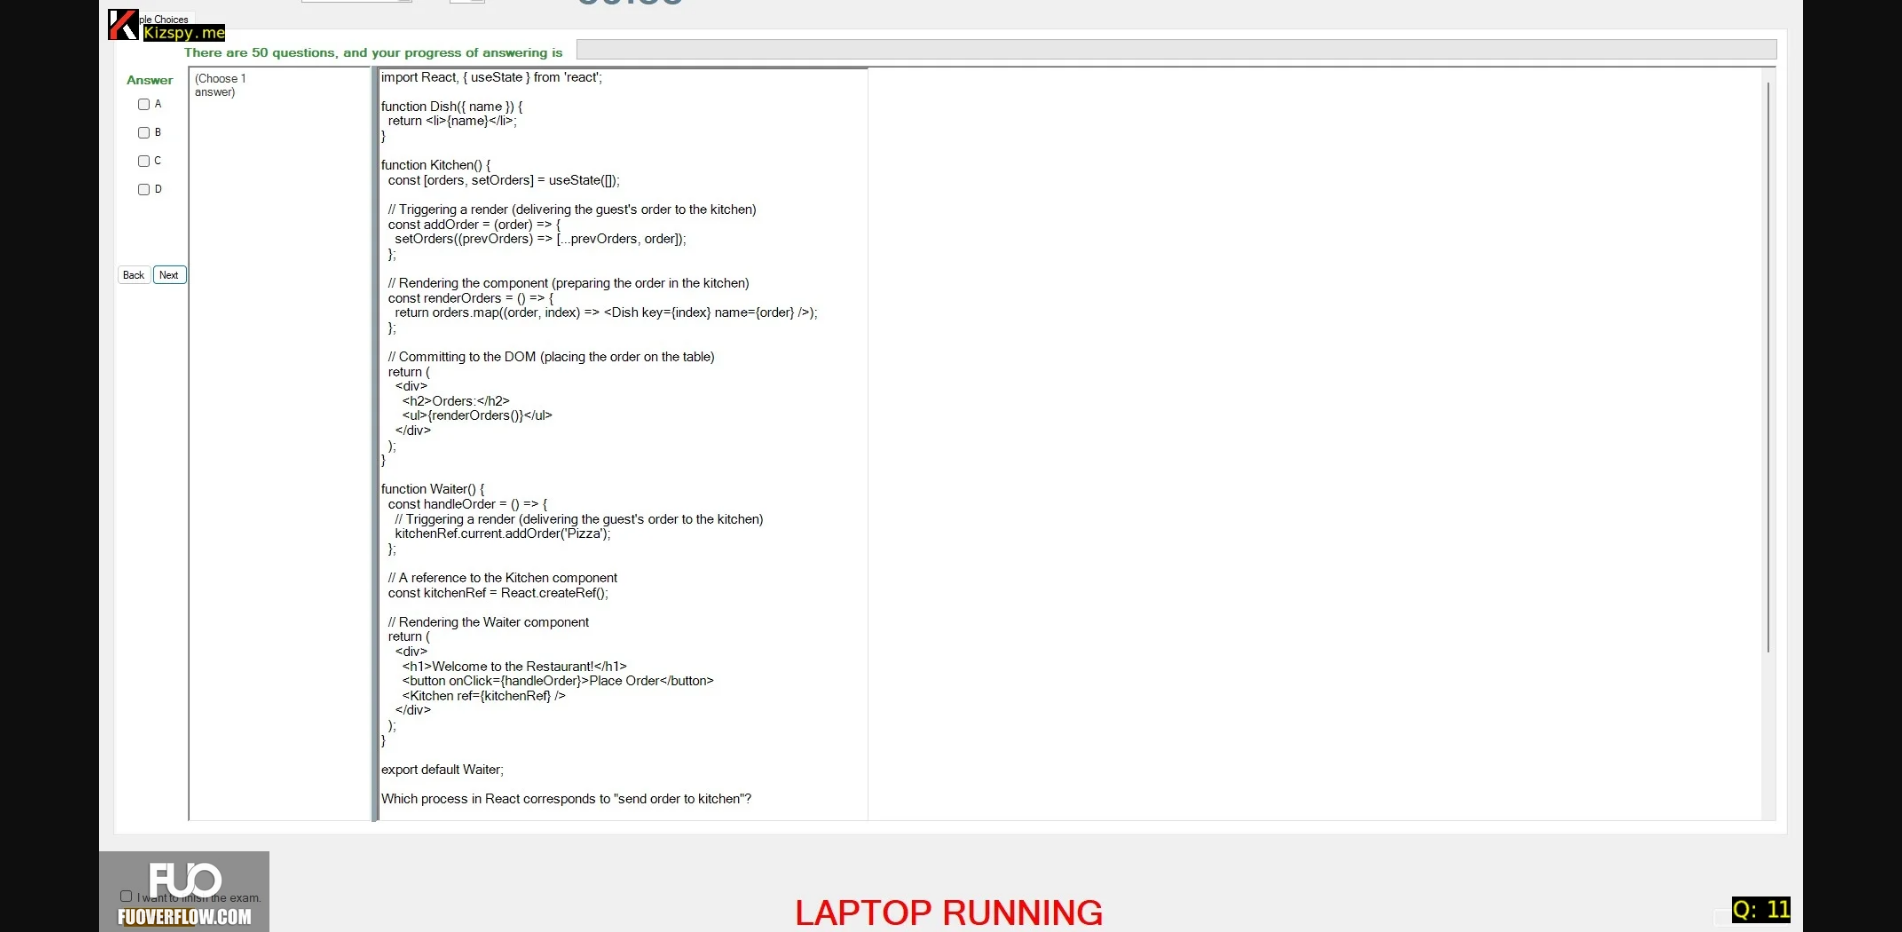 ple Choices
Kizspy.me
There are 50 questions, and your progress of answering is
Answer
A
B
C
D
Back Next
(Choose 1
answer)
import React, { useState } from 'react';
function Dish({ name }) {
return <li>{name}</li>;
}
function Kitchen() {
const [orders, setOrders] = useState([]);
// Triggering a render (delivering the guest's order to the kitchen)
const addOrder = (order) => {
setOrders((prevOrders) => [...prevOrders, order]);
};
// Rendering the component (preparing the order in the kitchen)
const renderOrders = () => {
return orders.map((order, index) => <Dish key={index} name={order} />);
};
// Committing to the DOM (placing the order on the table)
return (
<div>
<h2>Orders:</h2>
<ul>{renderOrders()}</ul>
</div>
);
}
function Waiter() {
const handleOrder = () => {
// Triggering a render (delivering the guest's order to the kitchen)
kitchenRef.current.addOrder('Pizza');
};
// A reference to the Kitchen component
const kitchenRef = React.createRef();
// Rendering the Waiter component
return (
<div>
<h1>Welcome to the Restaurant!</h1>
<button onClick={handleOrder}>Place Order</button>
<Kitchen ref={kitchenRef} />
</div>
);
}
export default Waiter;
Which process in React corresponds to "send order to kitchen"?
FUO
I want to finish the exam.
FUOVERFLOW.COM
LAPTOP RUNNING
Q: 11